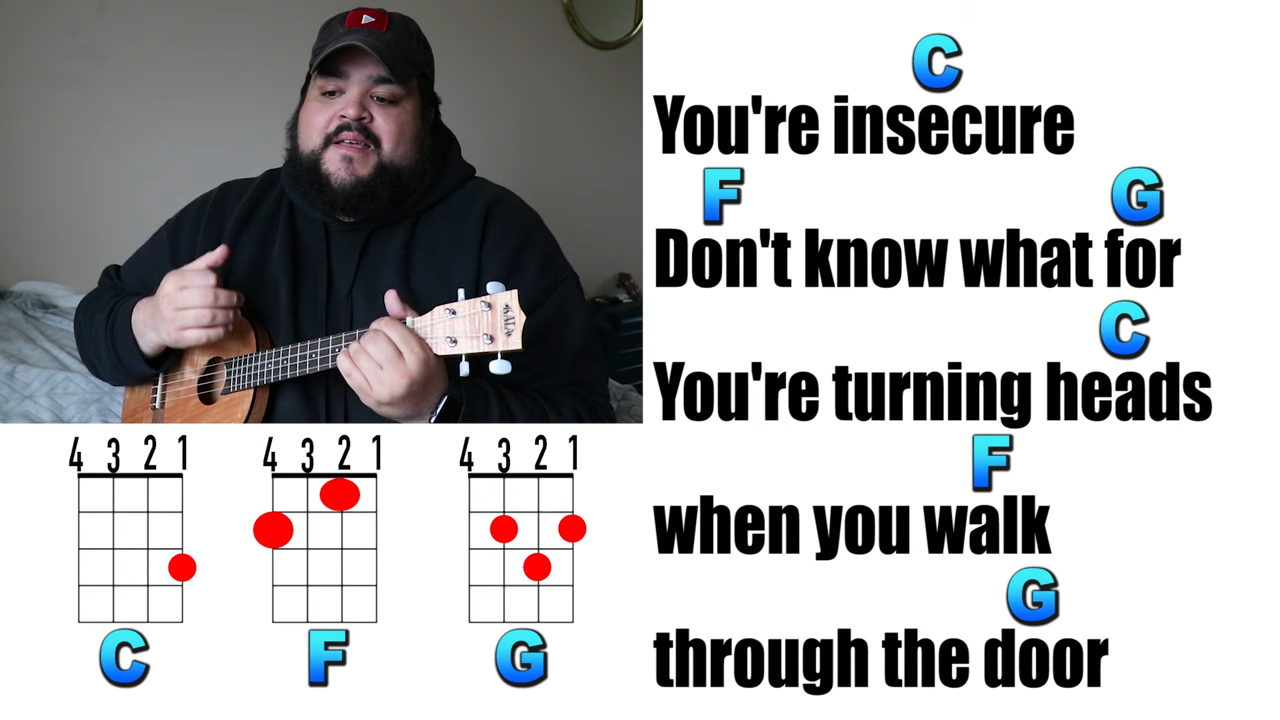 C
You're insecure
F G
Don't know what for
C
You're turning heads
F
when you walk
G
through the door
4 3 2 1 4 3 2 1 4 3 2 1
C F G